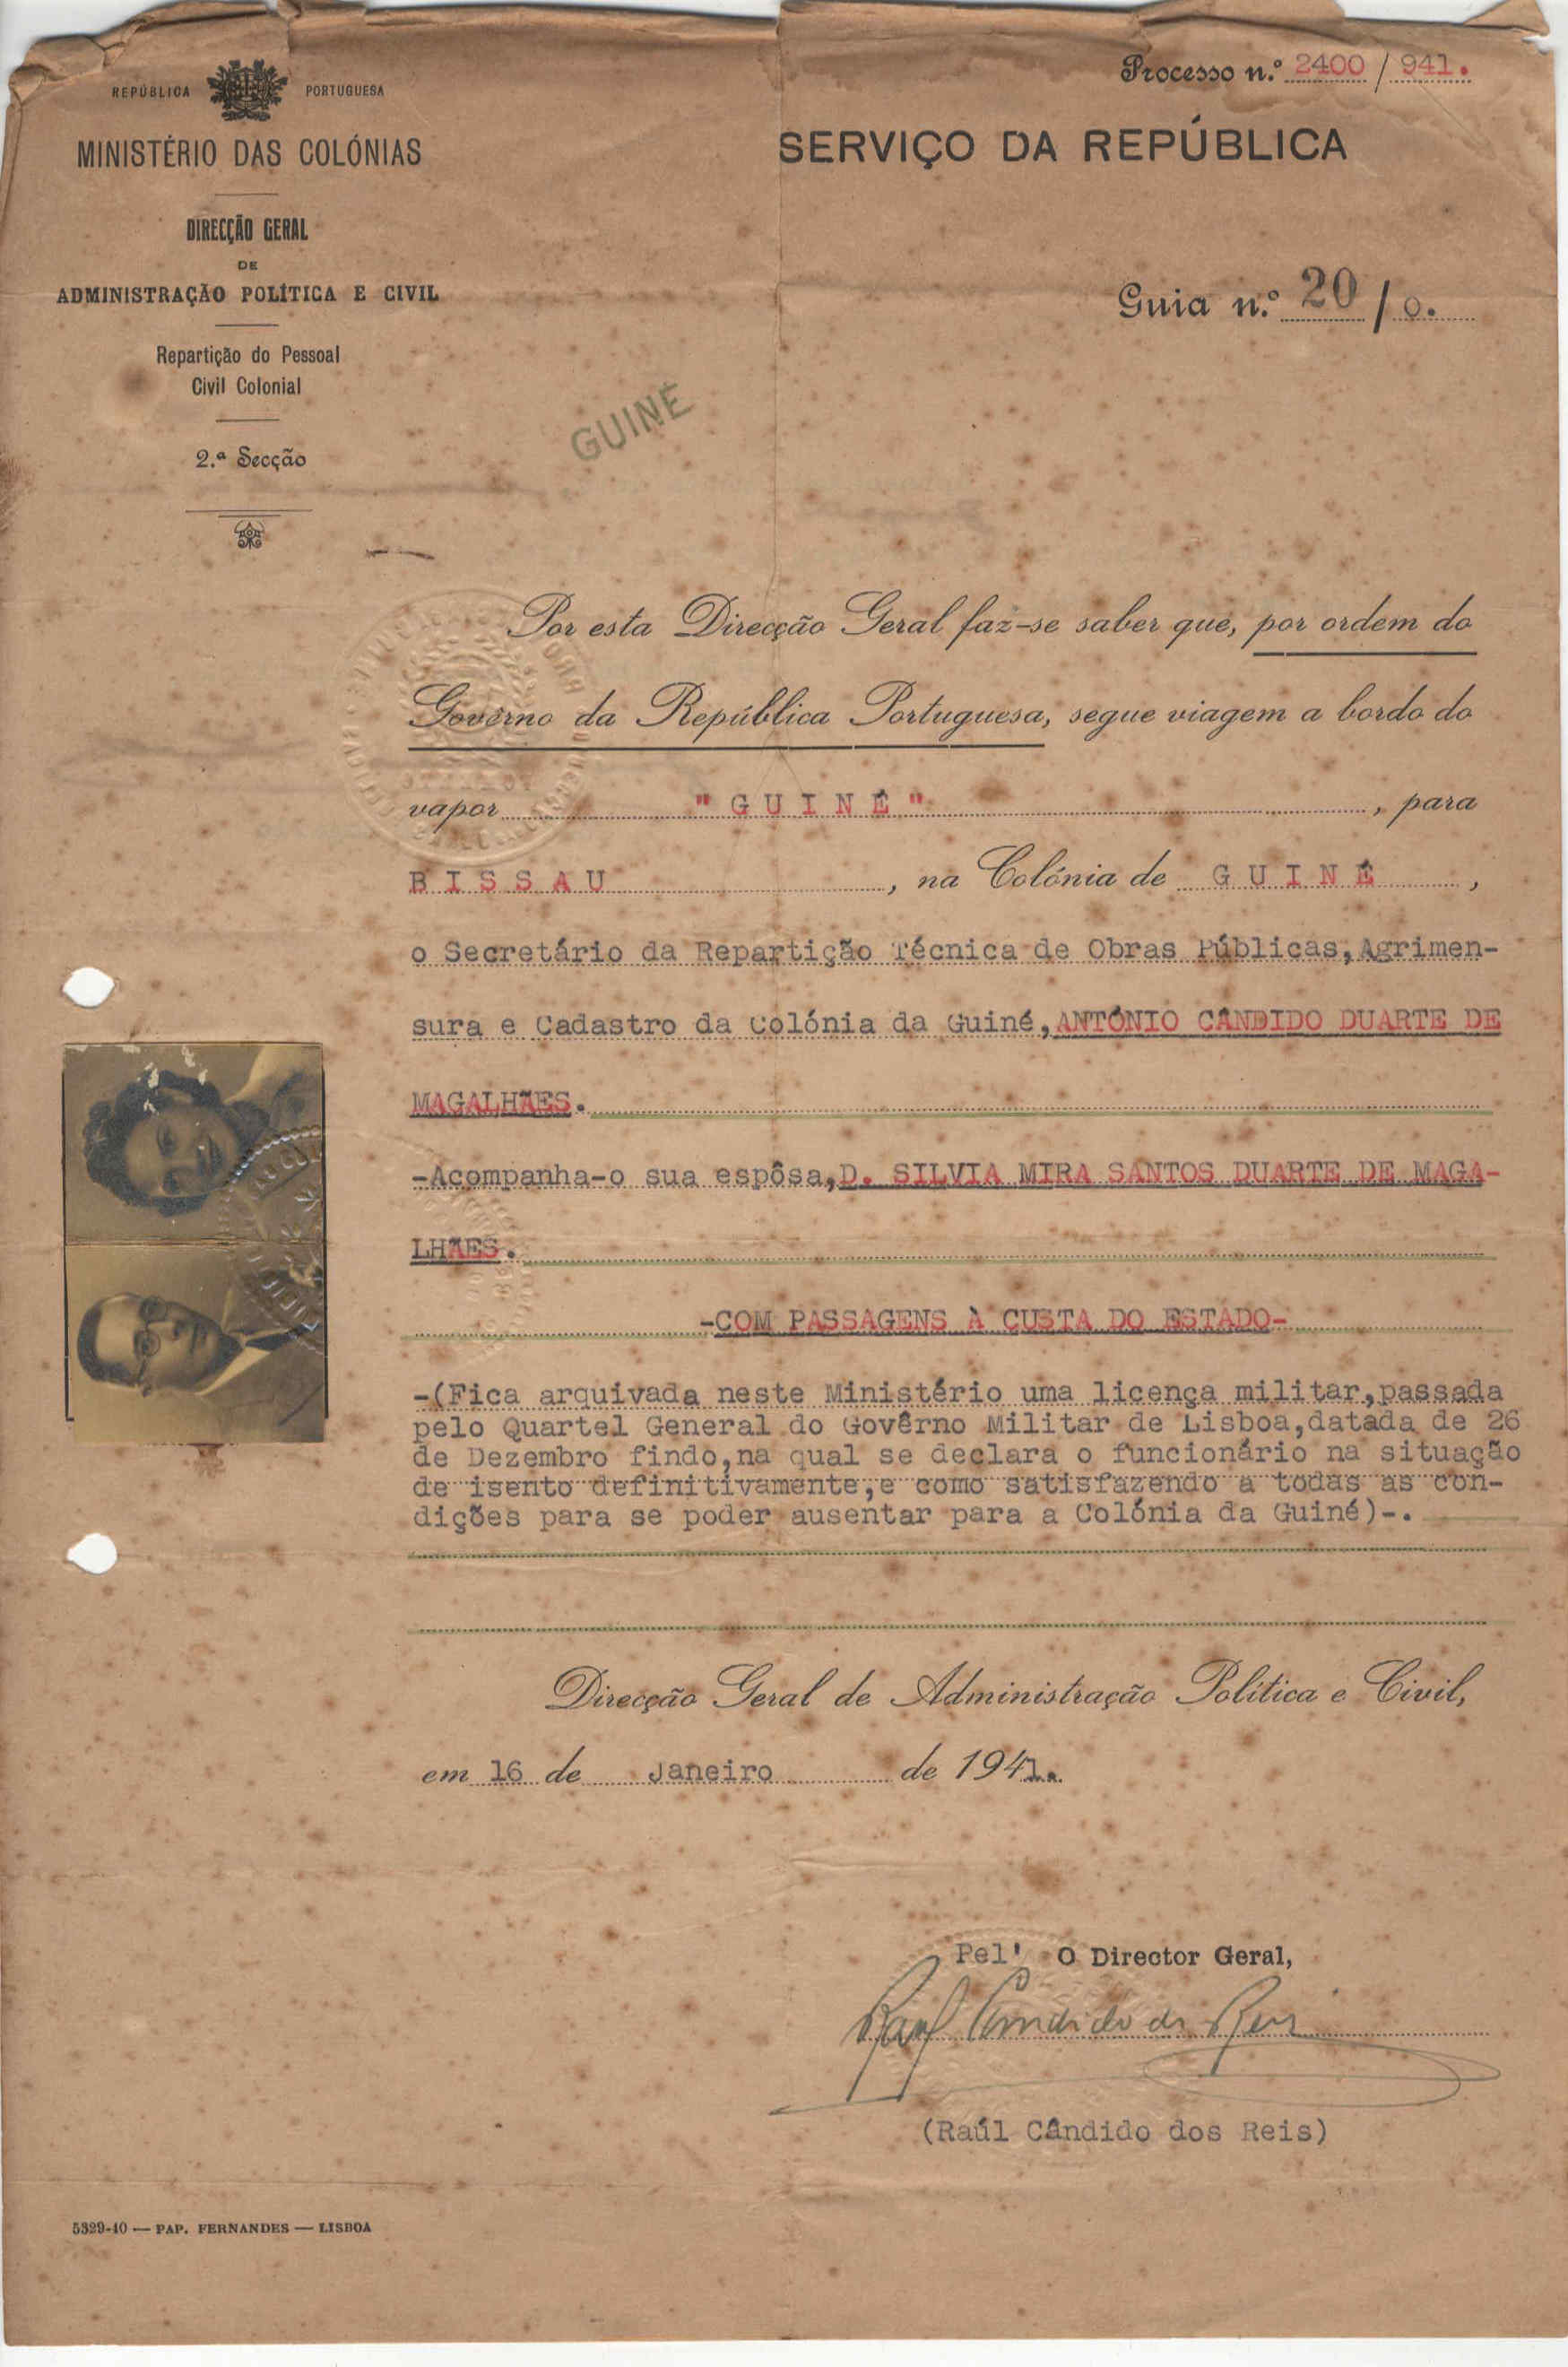 REPÚBLICA PORTUGUESA
MINISTÉRIO DAS COLÓNIAS
DIRECÇÃO GERAL
DE
ADMINISTRAÇÃO POLÍTICA E CIVIL
Repartição do Pessoal
Civil Colonial
2.ª Secção
Processo n.º 2400 / 941.
SERVIÇO DA REPÚBLICA
Guia n.º 20 / O.
GUINÉ
Por esta Direcção Geral faz-se saber que, por ordem do
Govêrno da República Portuguesa, segue viagem a bordo do
vapor "GUINÉ", para
BISSAU, na Colónia de GUINÉ,
o Secretário da Repartição Técnica de Obras Públicas, Agrimen-
sura e Cadastro da Colónia da Guiné, ANTÓNIO CÂNDIDO DUARTE DE
MAGALHÃES.
-Acompanha-o sua espôsa, D. SILVIA MIRA SANTOS DUARTE DE MAGA-
LHÃES.
-COM PASSAGENS À CUSTA DO ESTADO-
-(Fica arquivada neste Ministério uma licença militar, passada
pelo Quartel General do Govêrno Militar de Lisboa, datada de 26
de Dezembro findo, na qual se declara o funcionário na situação
de isento definitivamente, e como satisfazendo a todas as con-
dições para se poder ausentar para a Colónia da Guiné)-.
Direcção Geral de Administração Política e Civil,
em 16 de Janeiro de 1941.
Pel' O Director Geral,
Raul Candido dos Reis
(Raúl Cândido dos Reis)
5329-40 — PAP. FERNANDES — LISBOA